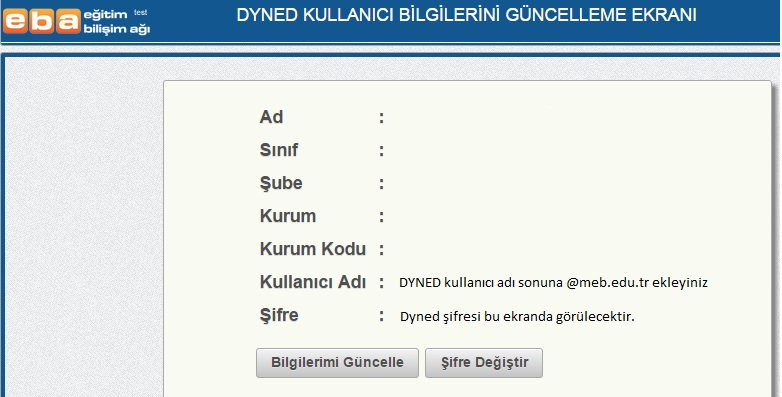 eba eğitim bilişim ağı test
DYNED KULLANICI BİLGİLERİNİ GÜNCELLEME EKRANI
Ad :
Sınıf :
Şube :
Kurum :
Kurum Kodu :
Kullanıcı Adı : DYNED kullanıcı adı sonuna @meb.edu.tr ekleyiniz
Şifre : Dyned şifresi bu ekranda görülecektir.
Bilgilerimi Güncelle Şifre Değiştir